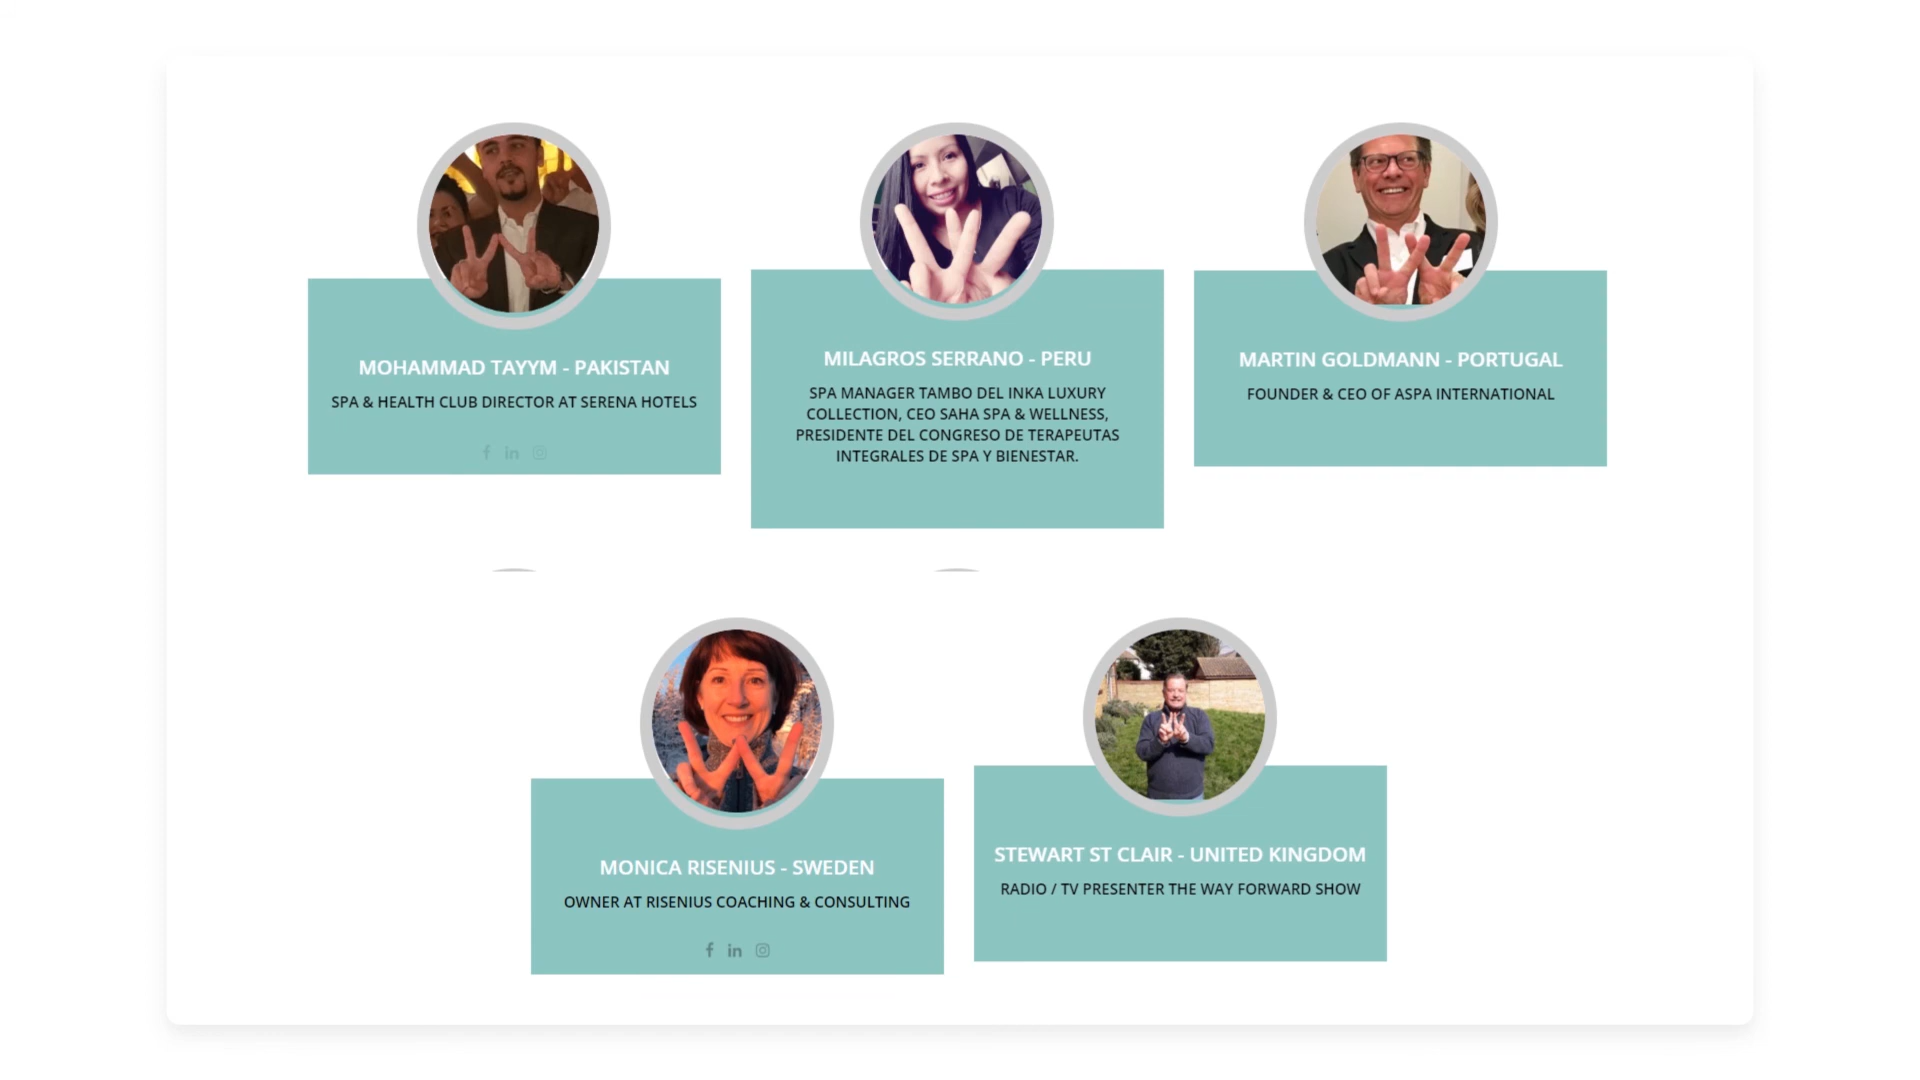 MOHAMMAD TAYYM - PAKISTAN
SPA & HEALTH CLUB DIRECTOR AT SERENA HOTELS
MILAGROS SERRANO - PERU
SPA MANAGER TAMBO DEL INKA LUXURY
COLLECTION, CEO SAHA SPA & WELLNESS,
PRESIDENTE DEL CONGRESO DE TERAPEUTAS
INTEGRALES DE SPA Y BIENESTAR.
MARTIN GOLDMANN - PORTUGAL
FOUNDER & CEO OF ASPA INTERNATIONAL
MONICA RISENIUS - SWEDEN
OWNER AT RISENIUS COACHING & CONSULTING
STEWART ST CLAIR - UNITED KINGDOM
RADIO / TV PRESENTER THE WAY FORWARD SHOW